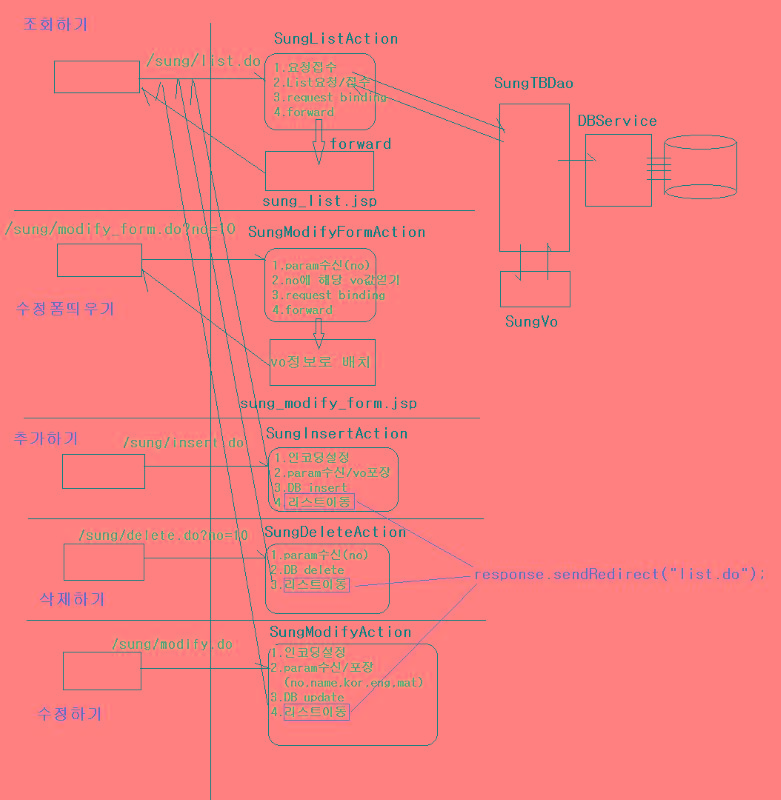 조회하기
/sung/list.do
SungListAction
1.요청접수
2.List요청/접수
3.request binding
4.forward
forward
sung_list.jsp
SungTBDao
DBService
SungVo
/sung/modify_form.do?no=10
SungModifyFormAction
1.param수신(no)
2.no에 해당 vo값얻기
3.request binding
4.forward
수정폼띄우기
vo정보로 배치
sung_modify_form.jsp
추가하기
/sung/insert.do
SungInsertAction
1.인코딩설정
2.param수신/vo포장
3.DB insert
4.리스트이동
/sung/delete.do?no=10
SungDeleteAction
1.param수신(no)
2.DB delete
3.리스트이동
response.sendRedirect("list.do");
삭제하기
/sung/modify.do
SungModifyAction
1.인코딩설정
2.param수신/포장
(no,name,kor,eng,mat)
3.DB update
4.리스트이동
수정하기